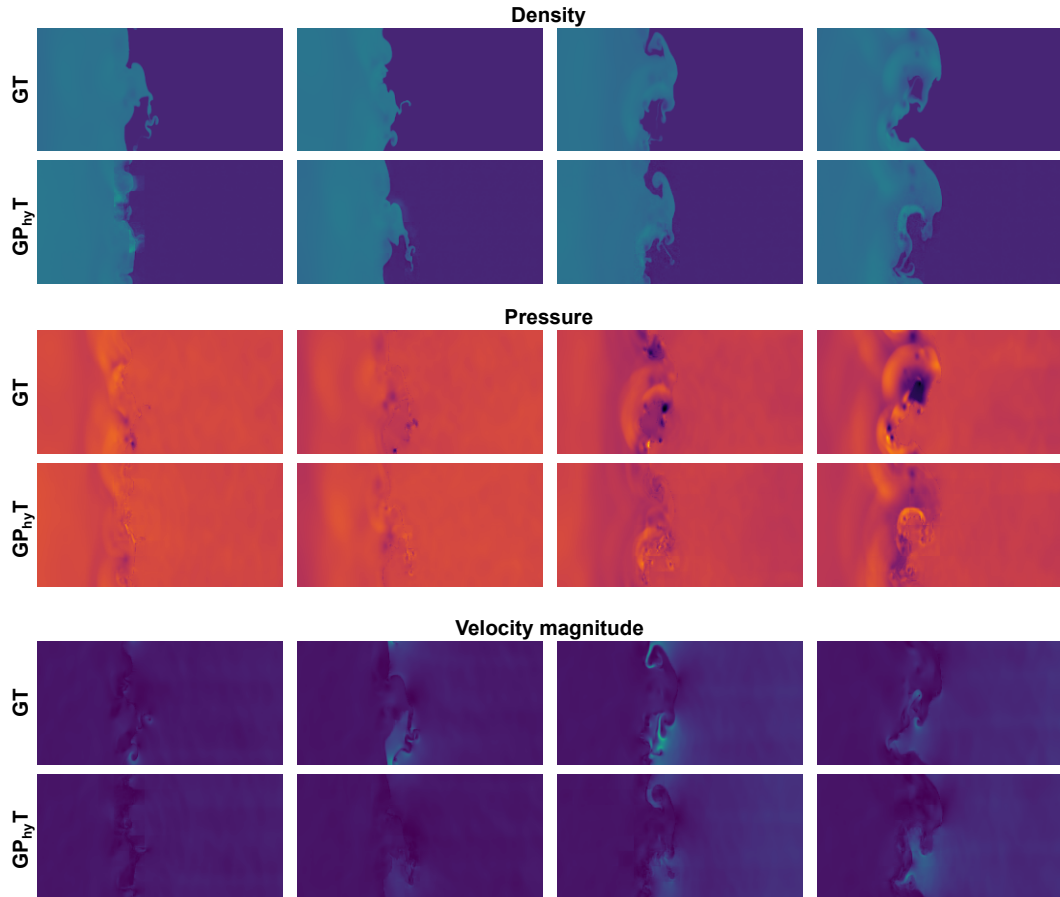 Density
GT
GPhyT
Pressure
GT
GPhyT
Velocity magnitude
GT
GPhyT